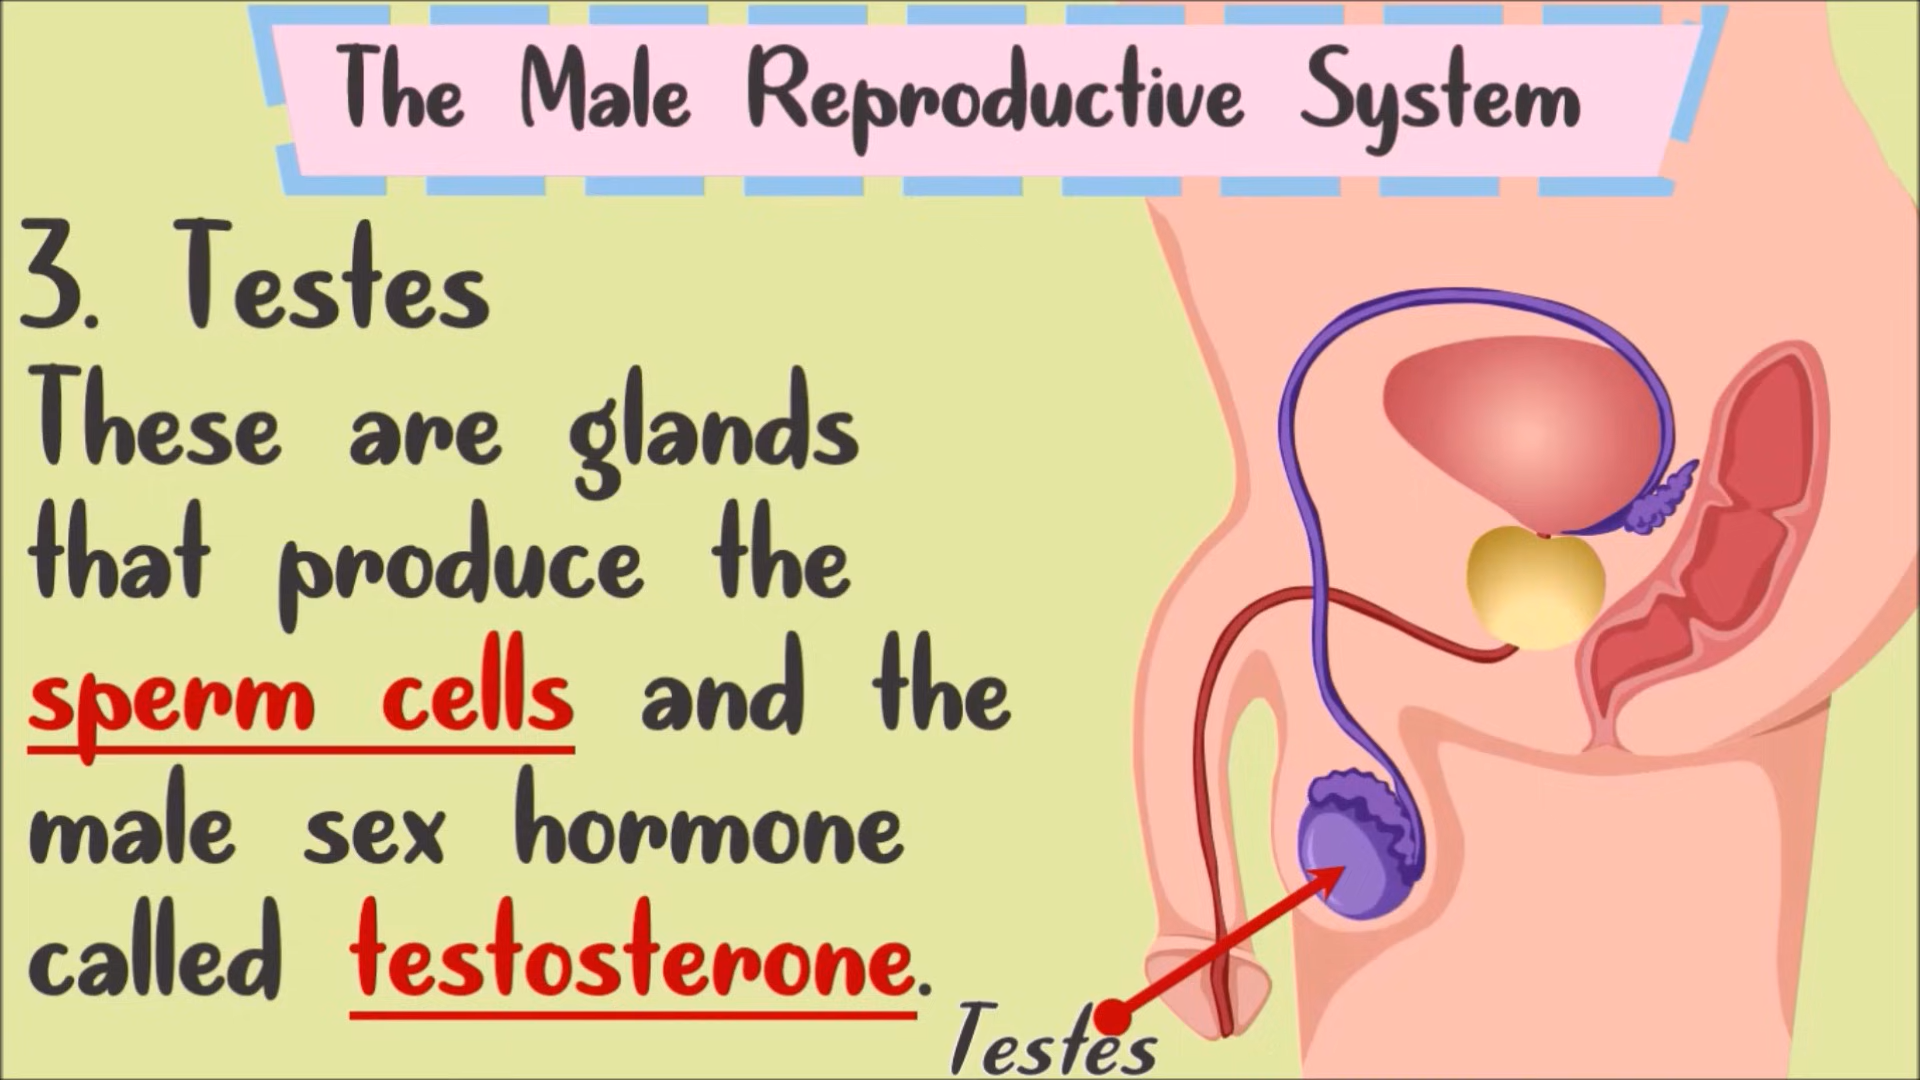 The Male Reproductive System
3. Testes
These are glands
that produce the
sperm cells and the
male sex hormone
called testosterone.
Testes